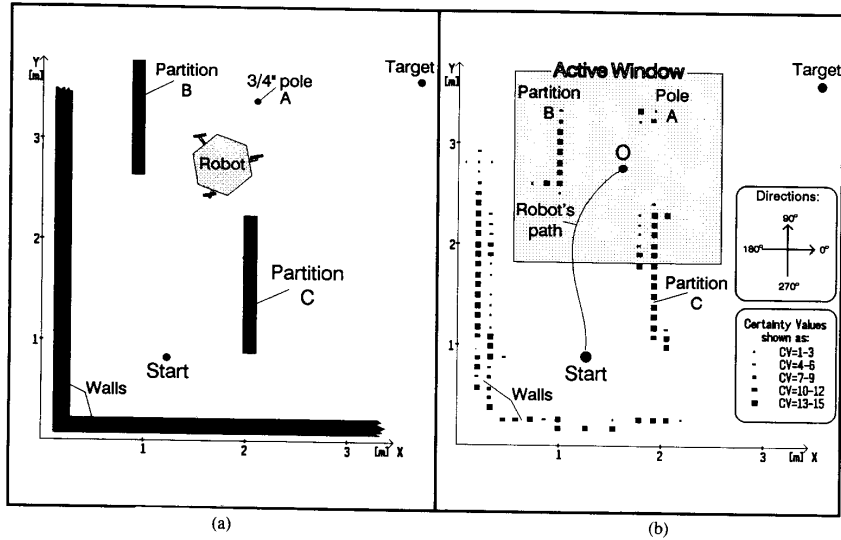 Y
[m]
3
2
1
Partition
B
3/4" pole
A
Target
Robot
Partition
C
Start
Walls
1
2
3
[m] X
(a)
Y
[m]
3
2
1
Active Window
Partition
B
Pole
A
Target
O
Robot's
path
Directions:
90°
180°
0°
270°
Partition
C
Certainty Values
shown as:
CV=1-3
CV=4-6
CV=7-9
CV=10-12
CV=13-15
Start
Walls
1
2
3
[m] X
(b)